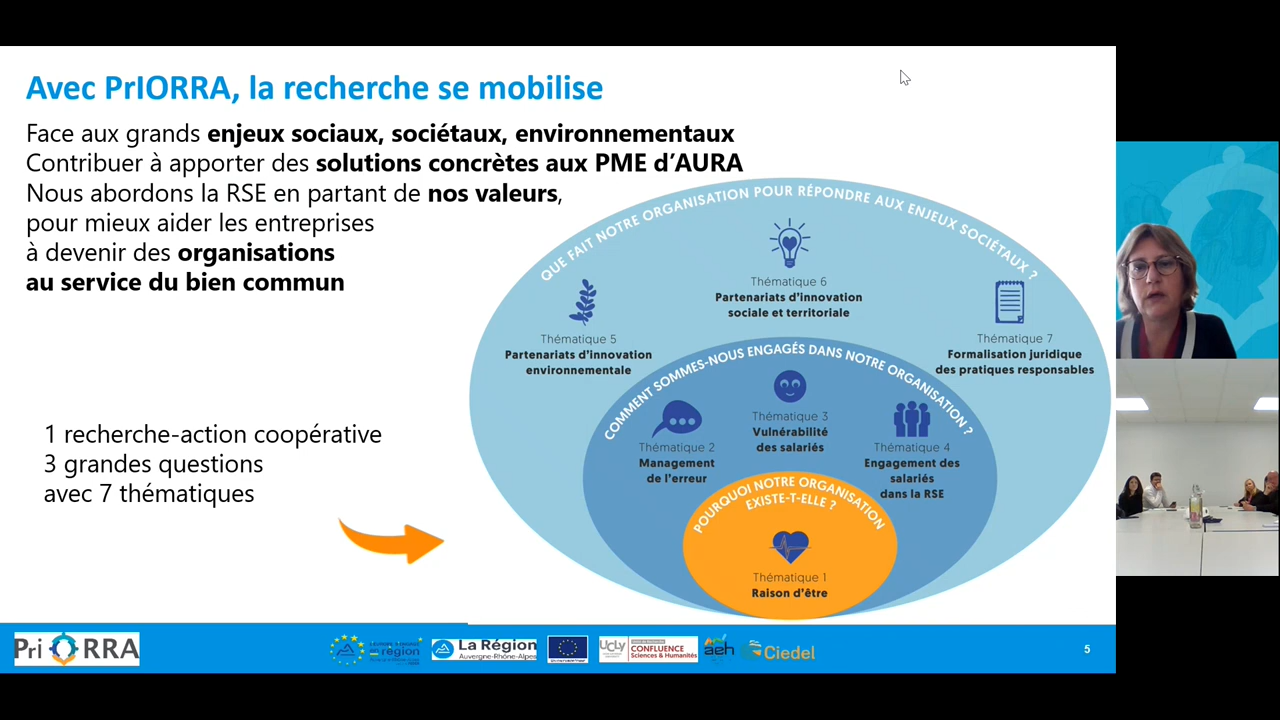 Avec PrIORRA, la recherche se mobilise
Face aux grands enjeux sociaux, sociétaux, environnementaux
Contribuer à apporter des solutions concrètes aux PME d'AURA
Nous abordons la RSE en partant de nos valeurs,
pour mieux aider les entreprises
à devenir des organisations
au service du bien commun
1 recherche-action coopérative
3 grandes questions
avec 7 thématiques
QUE FAIT NOTRE ORGANISATION POUR RÉPONDRE AUX ENJEUX SOCIÉTAUX ?
Thématique 6
Partenariats d'innovation
sociale et territoriale
Thématique 5
Partenariats d'innovation
environnementale
Thématique 7
Formalisation juridique
des pratiques responsables
COMMENT SOMMES-NOUS ENGAGÉS DANS NOTRE ORGANISATION ?
Thématique 3
Vulnérabilité
des salariés
Thématique 2
Management
de l'erreur
Thématique 4
Engagement des
salariés
dans la RSE
POURQUOI NOTRE ORGANISATION
EXISTE-T-ELLE ?
Thématique 1
Raison d'être
PriORRA
La Région
Auvergne-Rhône-Alpes
UCLy
CONFLUENCE
Sciences & Humanités
aeh
Ciedel
5